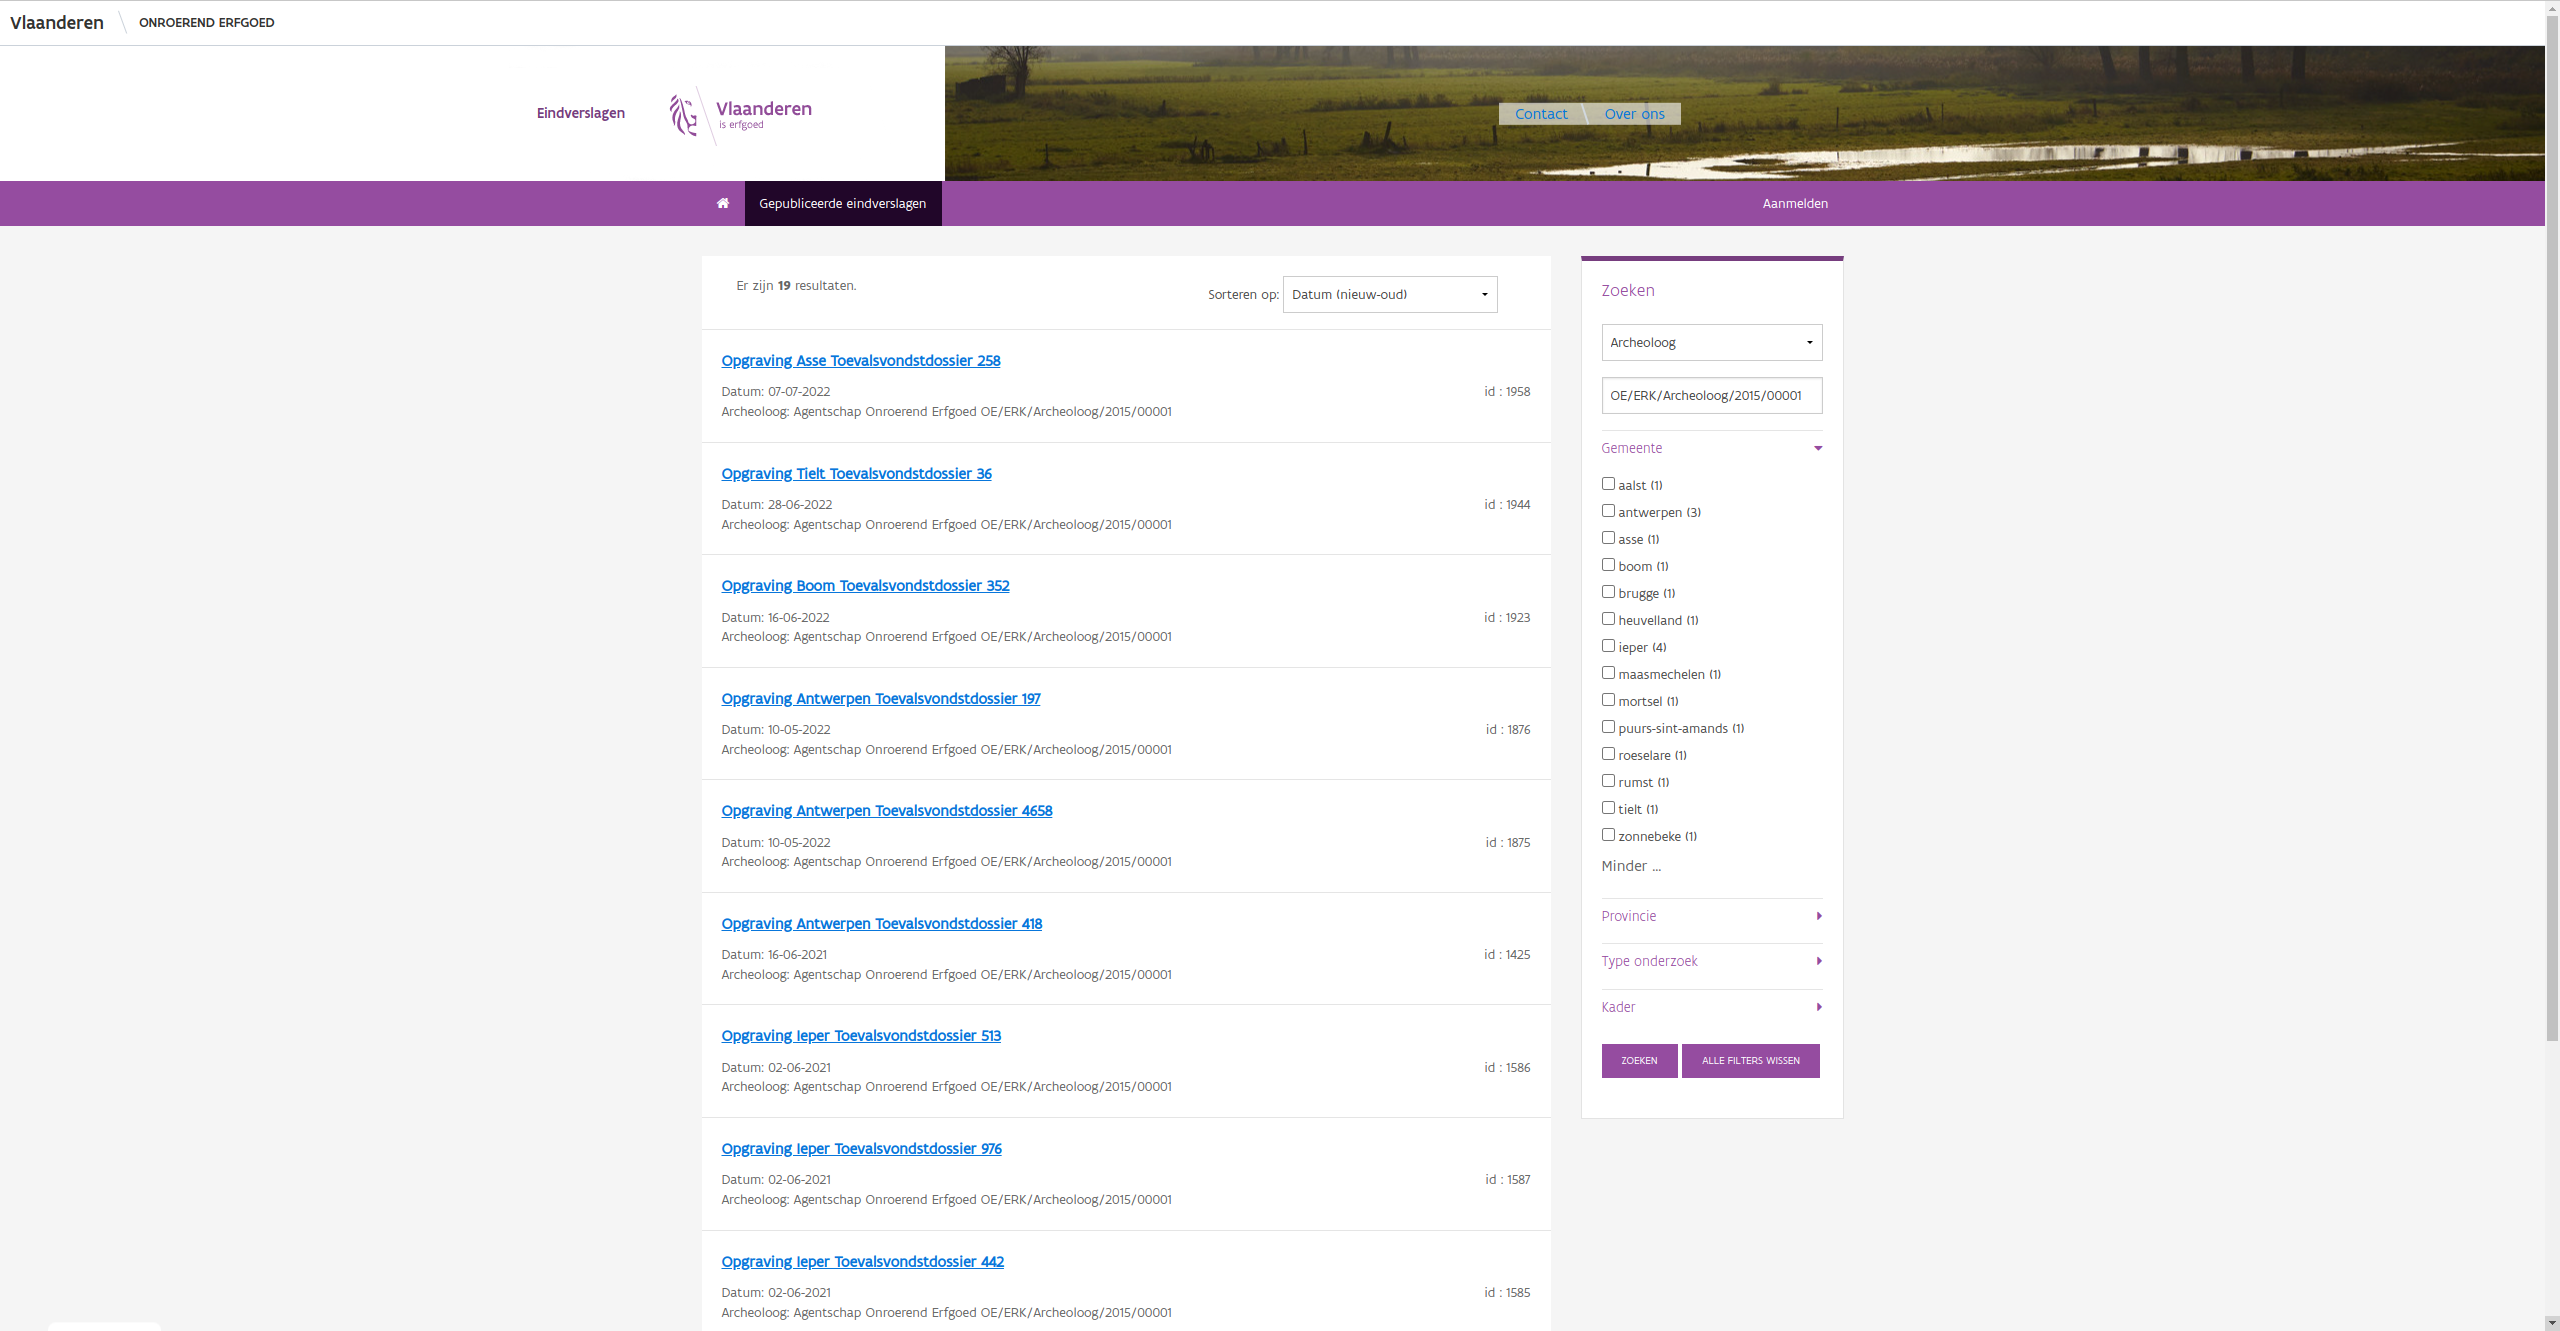 Vlaanderen ONROEREND ERFGOED
Eindverslagen
Vlaanderen
is erfgoed
Contact Over ons
Gepubliceerde eindverslagen Aanmelden
Er zijn 19 resultaten. Sorteren op: Datum (nieuw-oud)
Opgraving Asse Toevalsvondstdossier 258
Datum: 07-07-2022 id : 1958
Archeoloog: Agentschap Onroerend Erfgoed OE/ERK/Archeoloog/2015/00001
Opgraving Tielt Toevalsvondstdossier 36
Datum: 28-06-2022 id : 1944
Archeoloog: Agentschap Onroerend Erfgoed OE/ERK/Archeoloog/2015/00001
Opgraving Boom Toevalsvondstdossier 352
Datum: 16-06-2022 id : 1923
Archeoloog: Agentschap Onroerend Erfgoed OE/ERK/Archeoloog/2015/00001
Opgraving Antwerpen Toevalsvondstdossier 197
Datum: 10-05-2022 id : 1876
Archeoloog: Agentschap Onroerend Erfgoed OE/ERK/Archeoloog/2015/00001
Opgraving Antwerpen Toevalsvondstdossier 4658
Datum: 10-05-2022 id : 1875
Archeoloog: Agentschap Onroerend Erfgoed OE/ERK/Archeoloog/2015/00001
Opgraving Antwerpen Toevalsvondstdossier 418
Datum: 16-06-2021 id : 1425
Archeoloog: Agentschap Onroerend Erfgoed OE/ERK/Archeoloog/2015/00001
Opgraving Ieper Toevalsvondstdossier 513
Datum: 02-06-2021 id : 1586
Archeoloog: Agentschap Onroerend Erfgoed OE/ERK/Archeoloog/2015/00001
Opgraving Ieper Toevalsvondstdossier 976
Datum: 02-06-2021 id : 1587
Archeoloog: Agentschap Onroerend Erfgoed OE/ERK/Archeoloog/2015/00001
Opgraving Ieper Toevalsvondstdossier 442
Datum: 02-06-2021 id : 1585
Archeoloog: Agentschap Onroerend Erfgoed OE/ERK/Archeoloog/2015/00001
Zoeken
Archeoloog
OE/ERK/Archeoloog/2015/00001
Gemeente
aalst (1)
antwerpen (3)
asse (1)
boom (1)
brugge (1)
heuvelland (1)
ieper (4)
maasmechelen (1)
mortsel (1)
puurs-sint-amands (1)
roeselare (1)
rumst (1)
tielt (1)
zonnebeke (1)
Minder ...
Provincie
Type onderzoek
Kader
ZOEKEN ALLE FILTERS WISSEN